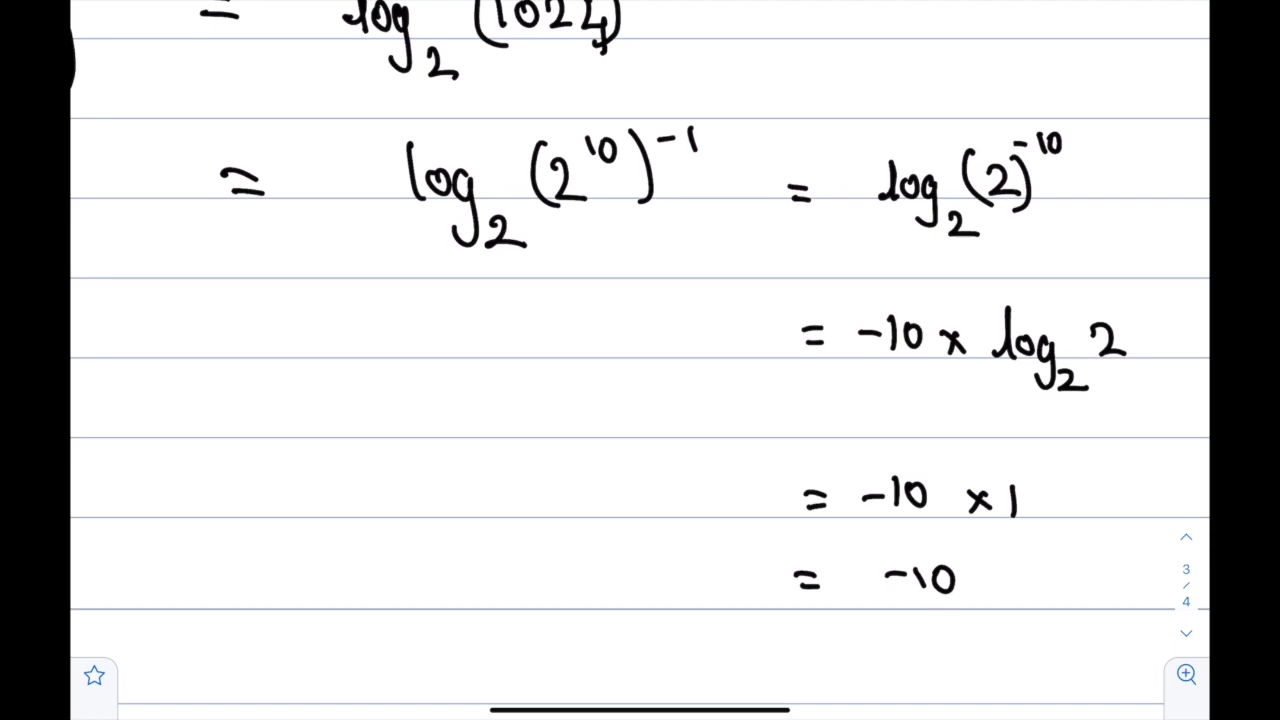 = log₂ (1024)
= log₂ (2¹⁰)⁻¹ = log₂ (2)⁻¹⁰
= -10 × log₂ 2
= -10 × 1
= -10
3
/
4